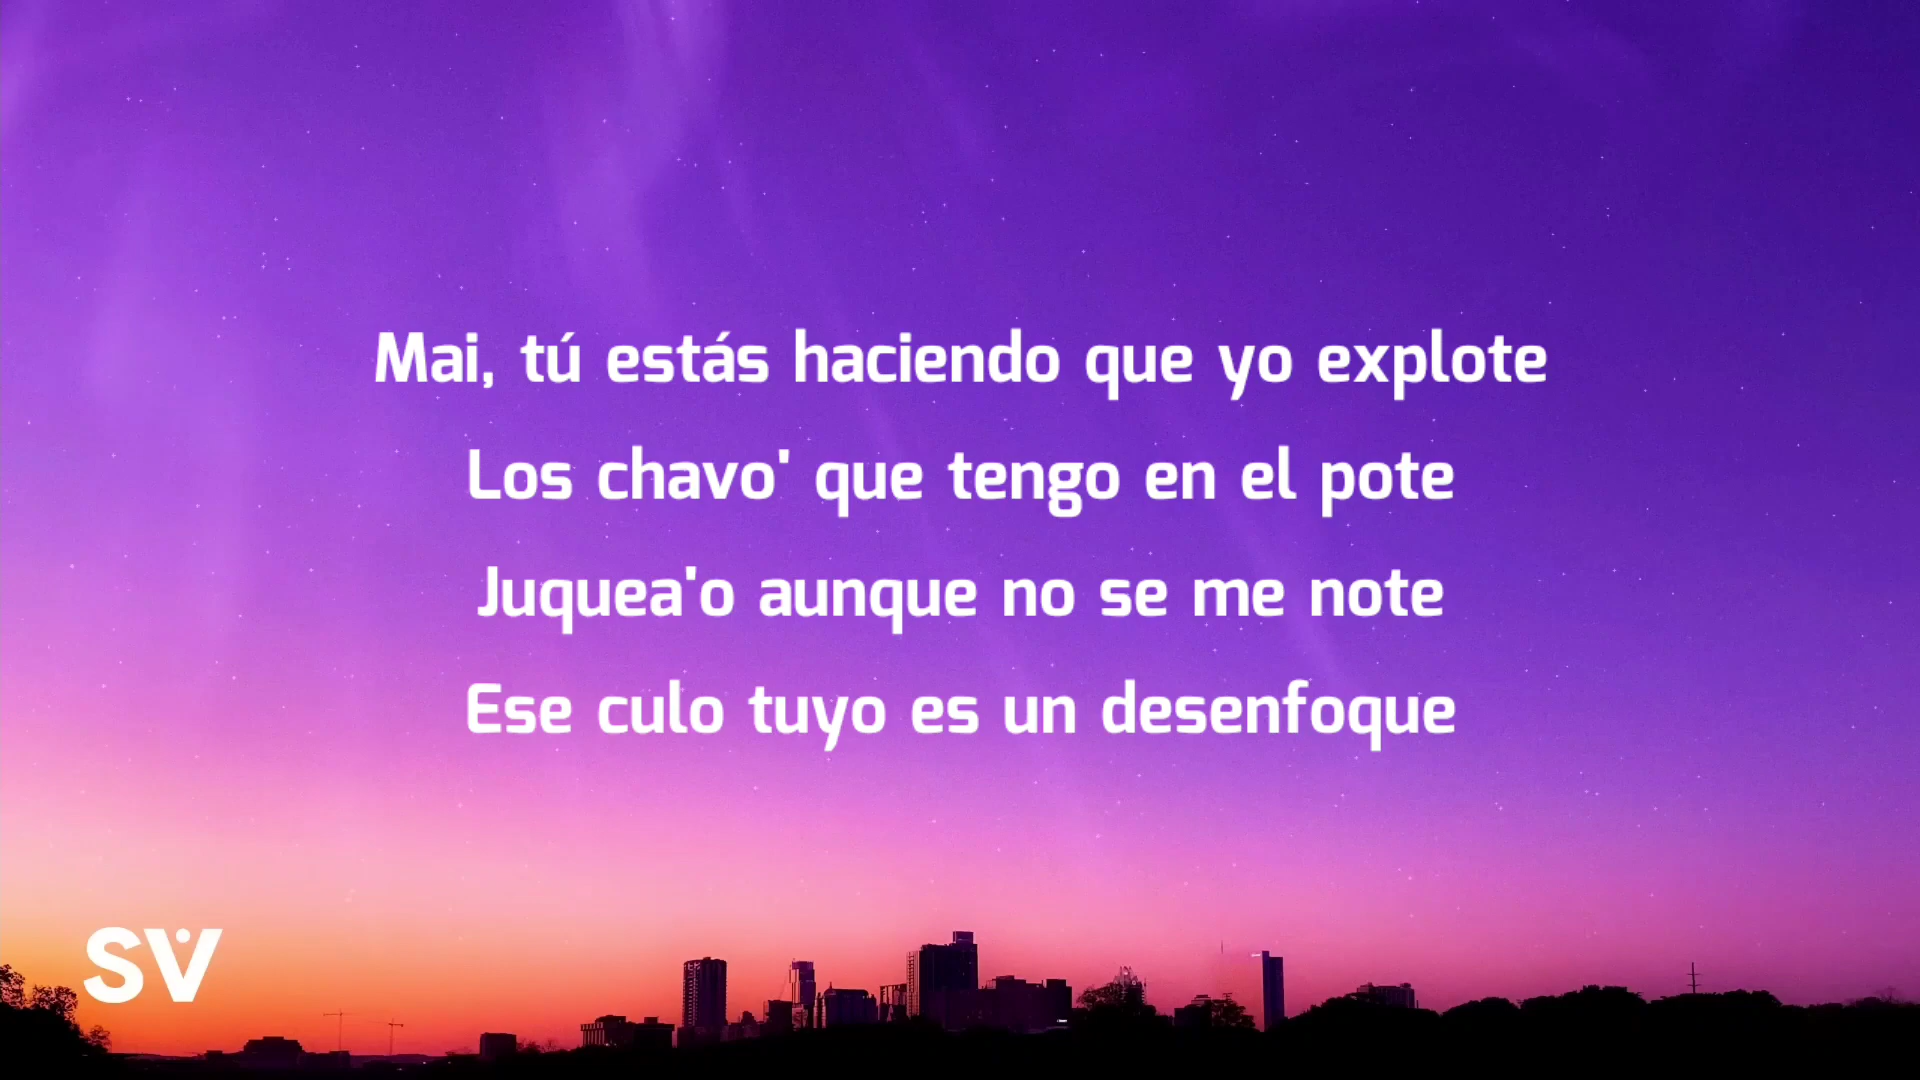 Mai, tú estás haciendo que yo explote
Los chavo' que tengo en el pote
Juquea'o aunque no se me note
Ese culo tuyo es un desenfoque
SV